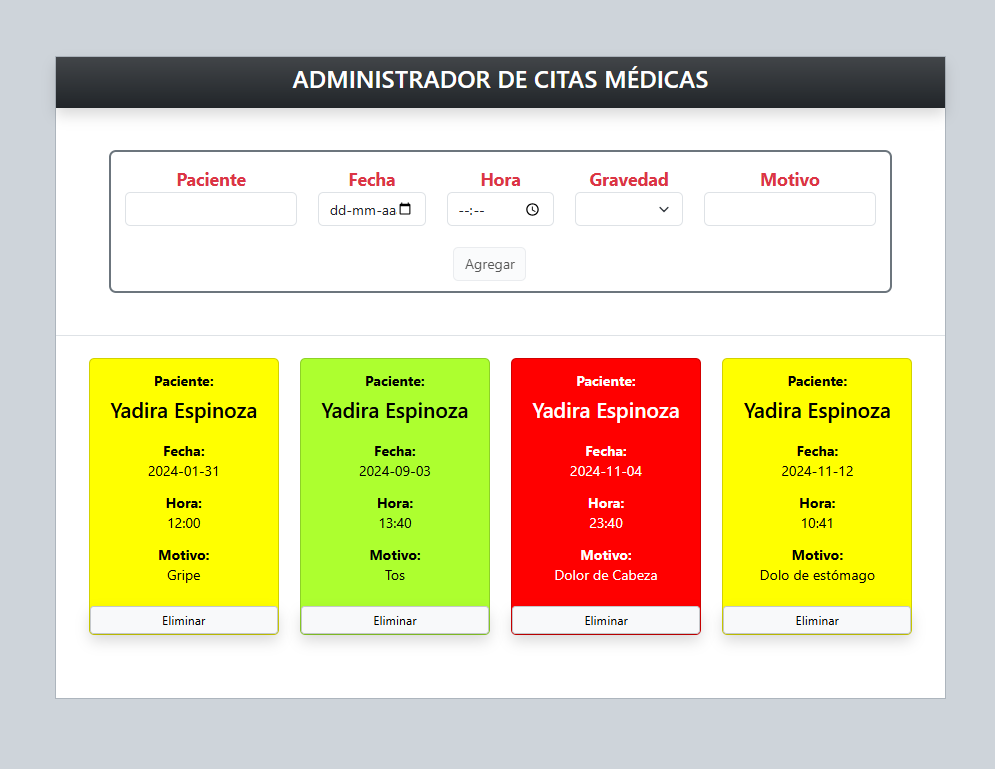 ADMINISTRADOR DE CITAS MÉDICAS
Paciente Fecha Hora Gravedad Motivo
dd-mm-aa --:--
Agregar
Paciente:
Yadira Espinoza
Fecha:
2024-01-31
Hora:
12:00
Motivo:
Gripe
Eliminar
Paciente:
Yadira Espinoza
Fecha:
2024-09-03
Hora:
13:40
Motivo:
Tos
Eliminar
Paciente:
Yadira Espinoza
Fecha:
2024-11-04
Hora:
23:40
Motivo:
Dolor de Cabeza
Eliminar
Paciente:
Yadira Espinoza
Fecha:
2024-11-12
Hora:
10:41
Motivo:
Dolo de estómago
Eliminar